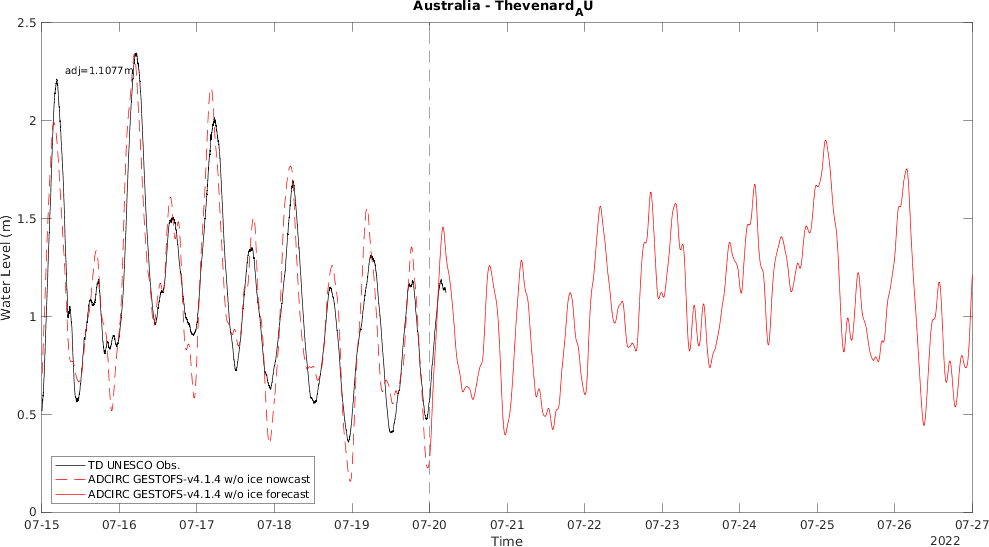 Australia - Thevenard_AU
adj=1.1077m
Water Level (m)
2.5
2
1.5
1
0.5
0
TD UNESCO Obs.
ADCIRC GESTOFS-v4.1.4 w/o ice nowcast
ADCIRC GESTOFS-v4.1.4 w/o ice forecast
07-15 07-16 07-17 07-18 07-19 07-20 07-21 07-22 07-23 07-24 07-25 07-26 07-27
Time
2022